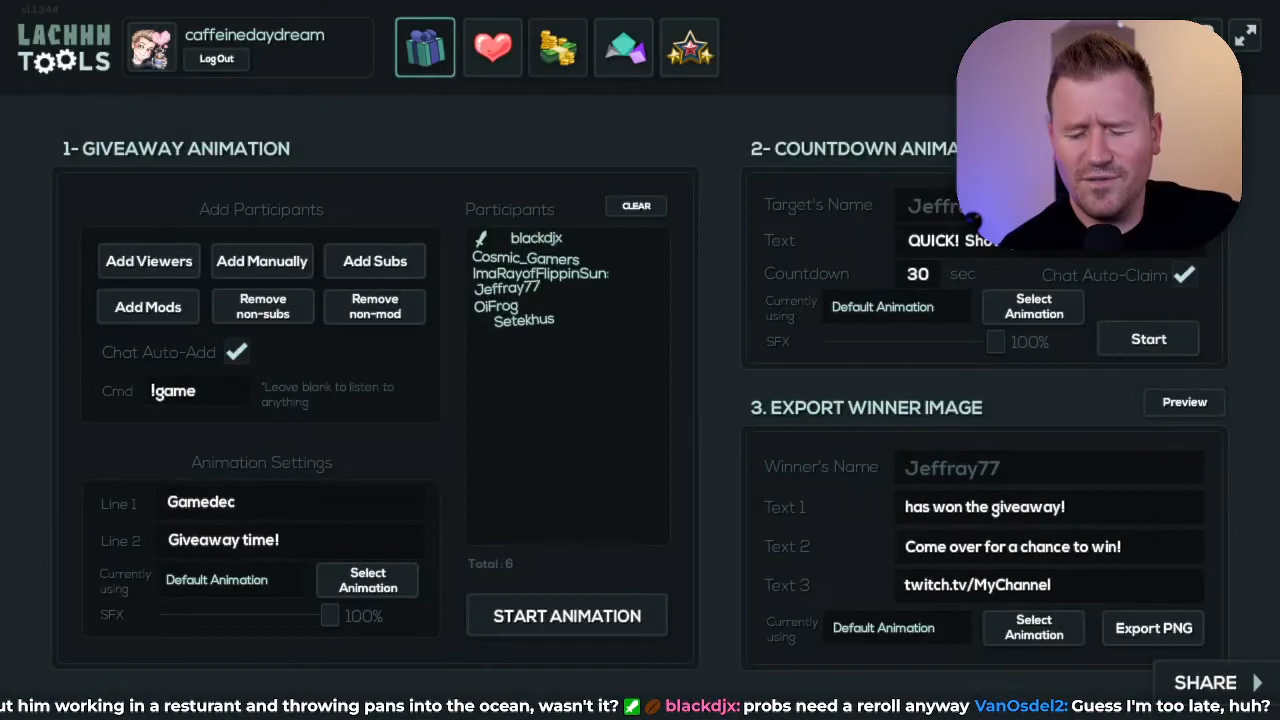 v1.1.344
LACHHH
TOOLS
caffeinedaydream
Log Out
1- GIVEAWAY ANIMATION
Add Participants
Add Viewers
Add Manually
Add Subs
Add Mods
Remove
non-subs
Remove
non-mod
Chat Auto-Add
Cmd
!game
*Leave blank to listen to
anything
Animation Settings
Line 1
Gamedec
Line 2
Giveaway time!
Currently
using
Default Animation
Select
Animation
SFX
100%
Participants
CLEAR
blackdjx
Cosmic_Gamers
ImaRayofFlippinSun
Jeffray77
OiFrog
Setekhus
Total : 6
START ANIMATION
2- COUNTDOWN ANIMA
Target's Name
Jeffr
Text
QUICK! Sho
Countdown
30
sec
Chat Auto-Claim
Currently
using
Default Animation
Select
Animation
SFX
100%
Start
3. EXPORT WINNER IMAGE
Preview
Winner's Name
Jeffray77
Text 1
has won the giveaway!
Text 2
Come over for a chance to win!
Text 3
twitch.tv/MyChannel
Currently
using
Default Animation
Select
Animation
Export PNG
SHARE
ut him working in a resturant and throwing pans into the ocean, wasn't it? blackdjx: probs need a reroll anyway VanOsdel2: Guess I'm too late, huh?